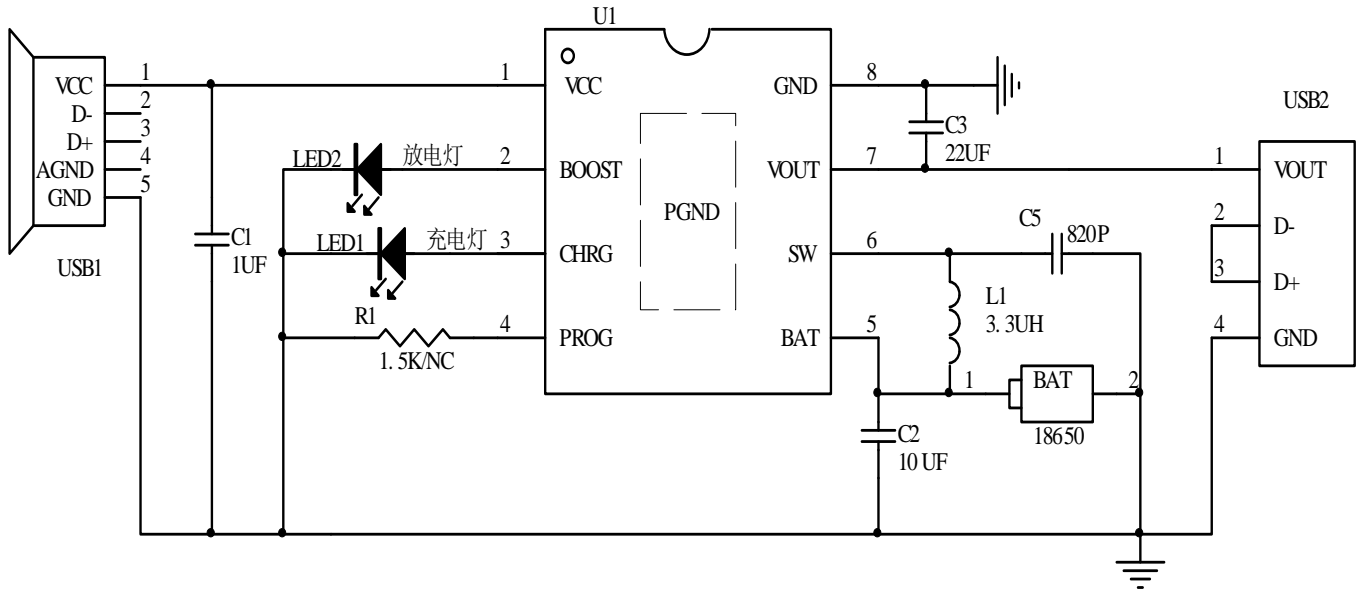 U1
VCC 1
D- 2
D+ 3
AGND 4
GND 5
USB1
C1
1UF
LED2 放电灯
LED1 充电灯
R1
1. 5K/NC
1 VCC
2 BOOST
3 CHRG
4 PROG
PGND
GND 8
VOUT 7
SW 6
BAT 5
C3
22UF
C5
820P
L1
3. 3UH
1 BAT 2
18650
C2
10 UF
USB2
1 VOUT
2 D-
3 D+
4 GND